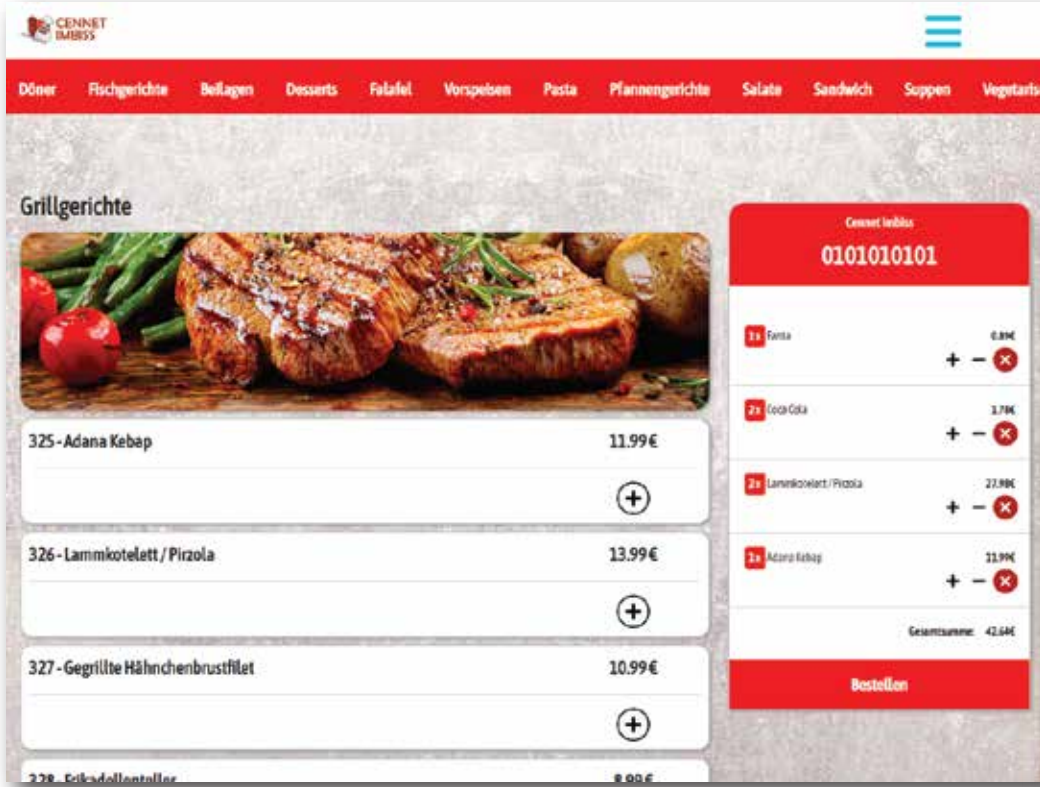 CENNET
IMBISS
Döner Fischgerichte Beilagen Desserts Falafel Vorspeisen Pasta Pfannengerichte Salate Sandwich Suppen Vegetaris
Grillgerichte
325 - Adana Kebap 11.99 €
326 - Lammkotelett / Pirzola 13.99 €
327 - Gegrillte Hähnchenbrustfilet 10.99 €
328 - Frikadellenteller 8.99 €
Cennet Imbiss
0101010101
1x Fanta 0.89€
2x Coca Cola 1.78€
2x Lammkotelett / Pirzola 27.98€
1x Adana Kebap 11.99€
Gesamtsumme: 42.64€
Bestellen